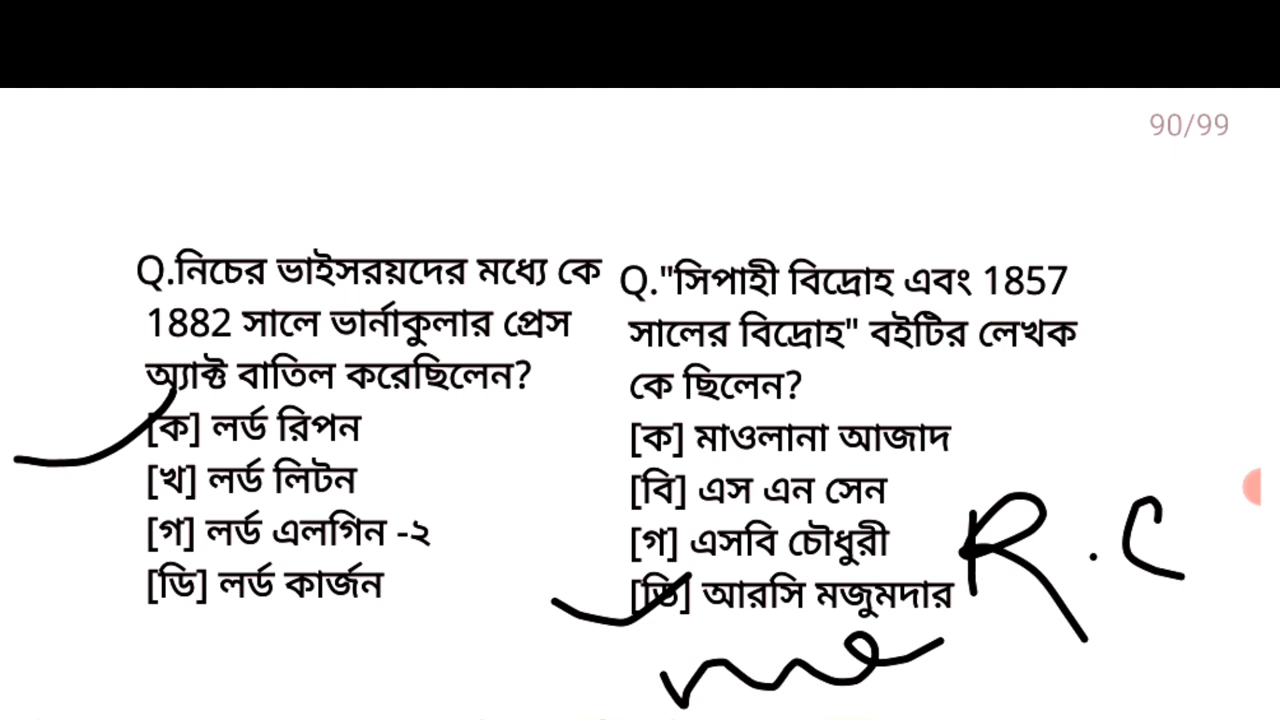 90/99
Q.নিচের ভাইসরয়দের মধ্যে কে
1882 সালে ভার্নাকুলার প্রেস
অ্যাক্ট বাতিল করেছিলেন?
[ক] লর্ড রিপন
[খ] লর্ড লিটন
[গ] লর্ড এলগিন -২
[ডি] লর্ড কার্জন
Q."সিপাহী বিদ্রোহ এবং 1857
সালের বিদ্রোহ" বইটির লেখক
কে ছিলেন?
[ক] মাওলানা আজাদ
[বি] এস এন সেন
[গ] এসবি চৌধুরী
[ডি] আরসি মজুমদার
R.C